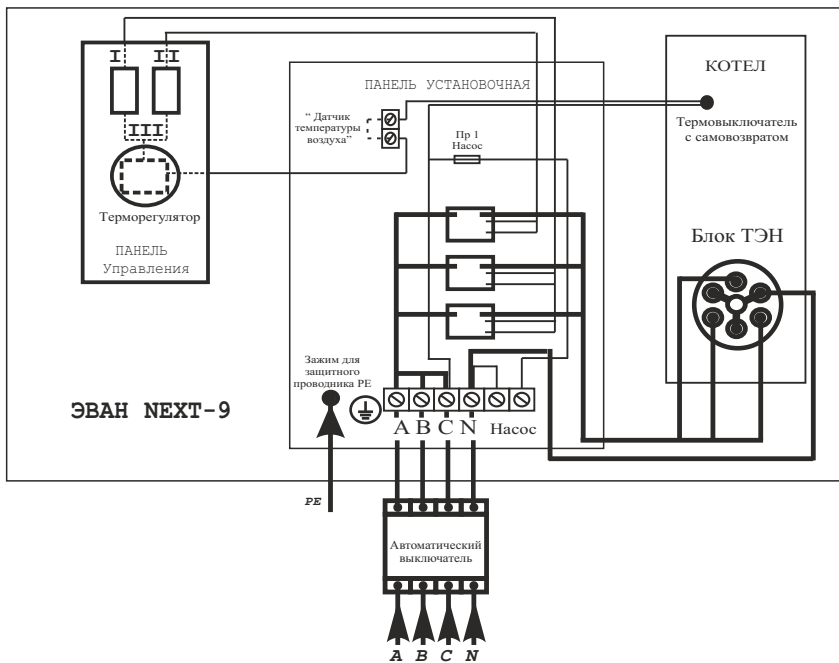 I II
III
Терморегулятор
ПАНЕЛЬ
Управления
ПАНЕЛЬ УСТАНОВОЧНАЯ
“ Датчик
температуры
воздуха”
Пр 1
Насос
КОТЕЛ
Термовыключатель
с самовозвратом
Блок ТЭН
Зажим для
защитного
проводника PE
ЭВАН NEXT-9
A B C N Насос
PE
Автоматический
выключатель
A B C N